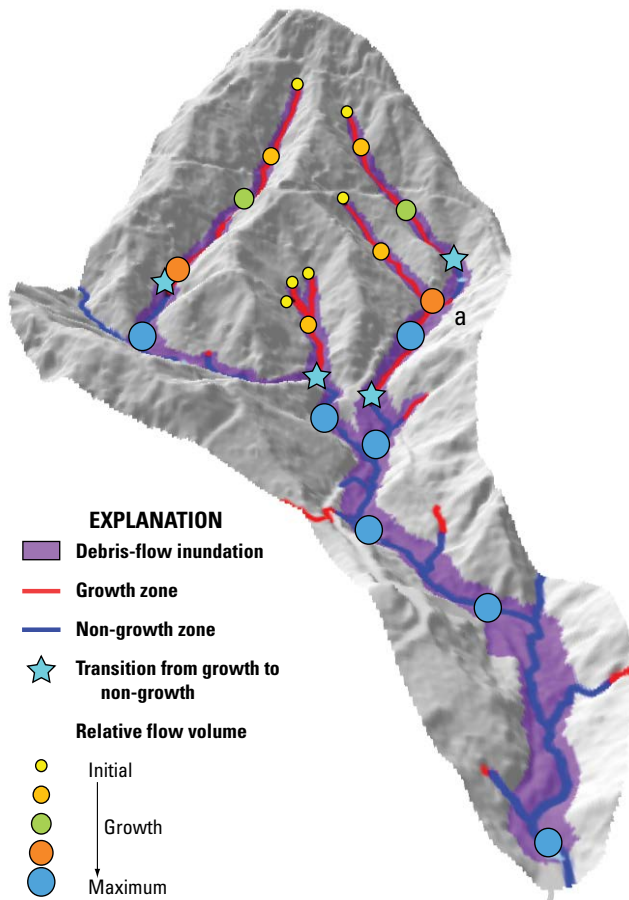 a
EXPLANATION
Debris-flow inundation
Growth zone
Non-growth zone
Transition from growth to
non-growth
Relative flow volume
Initial
Growth
Maximum